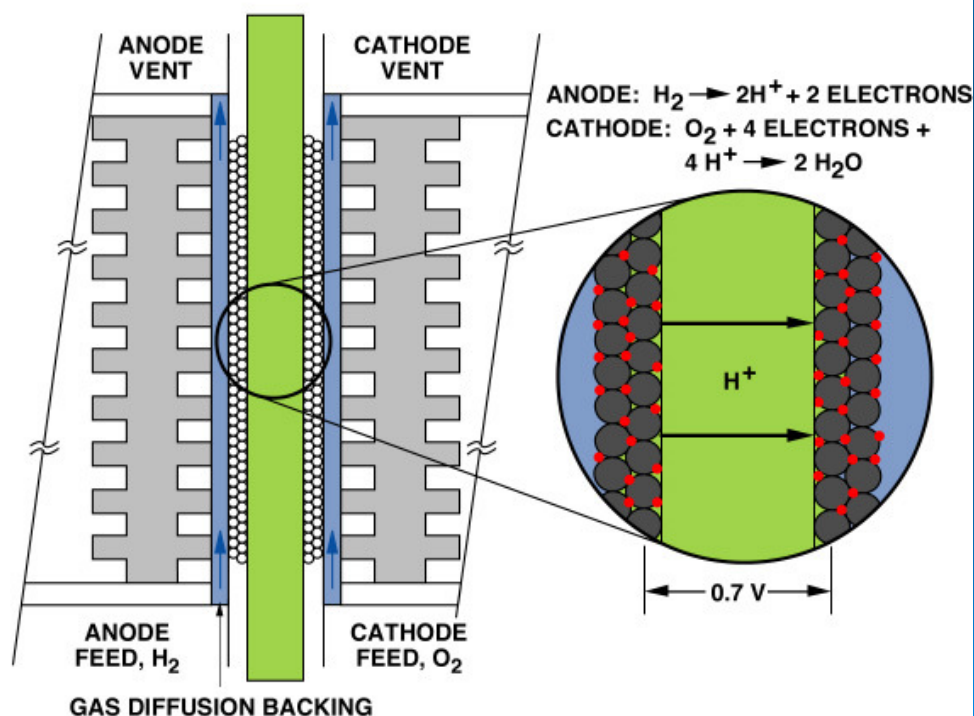 ANODE
VENT
CATHODE
VENT
ANODE: H₂ → 2H⁺ + 2 ELECTRONS
CATHODE: O₂ + 4 ELECTRONS +
4 H⁺ → 2 H₂O
H⁺
0.7 V
ANODE
FEED, H₂
CATHODE
FEED, O₂
GAS DIFFUSION BACKING